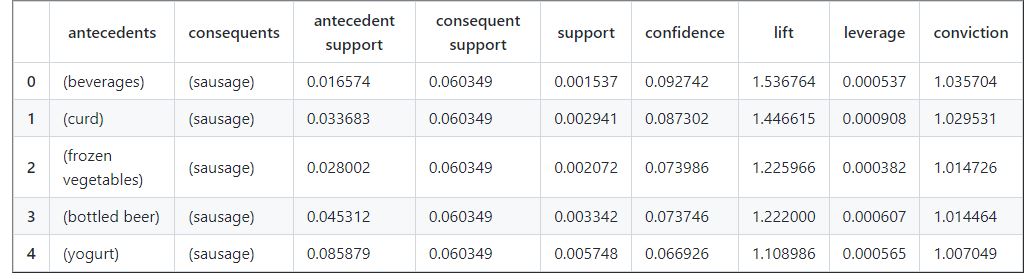 antecedents consequents antecedent support consequent support support confidence lift leverage conviction
0 (beverages) (sausage) 0.016574 0.060349 0.001537 0.092742 1.536764 0.000537 1.035704
1 (curd) (sausage) 0.033683 0.060349 0.002941 0.087302 1.446615 0.000908 1.029531
2 (frozen vegetables) (sausage) 0.028002 0.060349 0.002072 0.073986 1.225966 0.000382 1.014726
3 (bottled beer) (sausage) 0.045312 0.060349 0.003342 0.073746 1.222000 0.000607 1.014464
4 (yogurt) (sausage) 0.085879 0.060349 0.005748 0.066926 1.108986 0.000565 1.007049